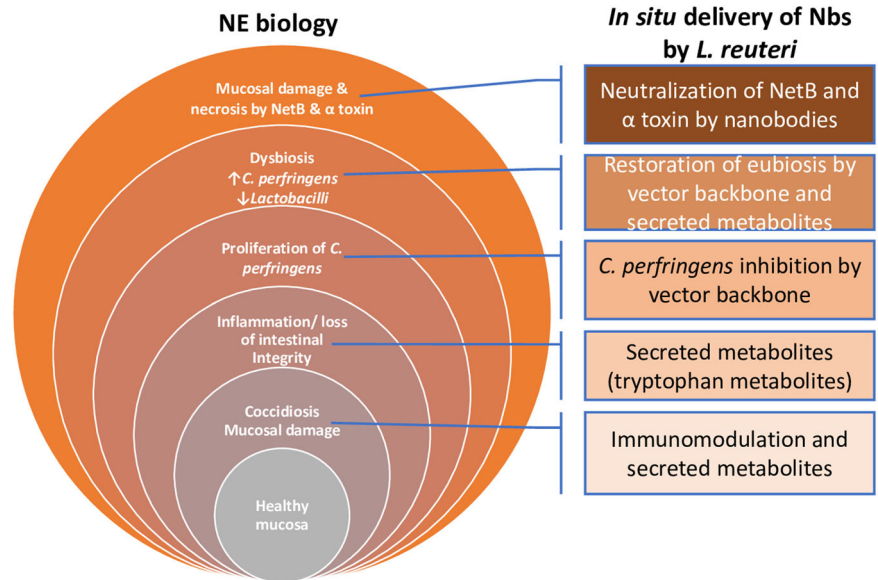 NE biology
In situ delivery of Nbs
by L. reuteri
Mucosal damage &
necrosis by NetB & α toxin
Dysbiosis
↑C. perfringens
↓Lactobacilli
Proliferation of C.
perfringens
Inflammation/ loss
of intestinal
Integrity
Coccidiosis
Mucosal damage
Healthy
mucosa
Neutralization of NetB and
α toxin by nanobodies
Restoration of eubiosis by
vector backbone and
secreted metabolites
C. perfringens inhibition by
vector backbone
Secreted metabolites
(tryptophan metabolites)
Immunomodulation and
secreted metabolites